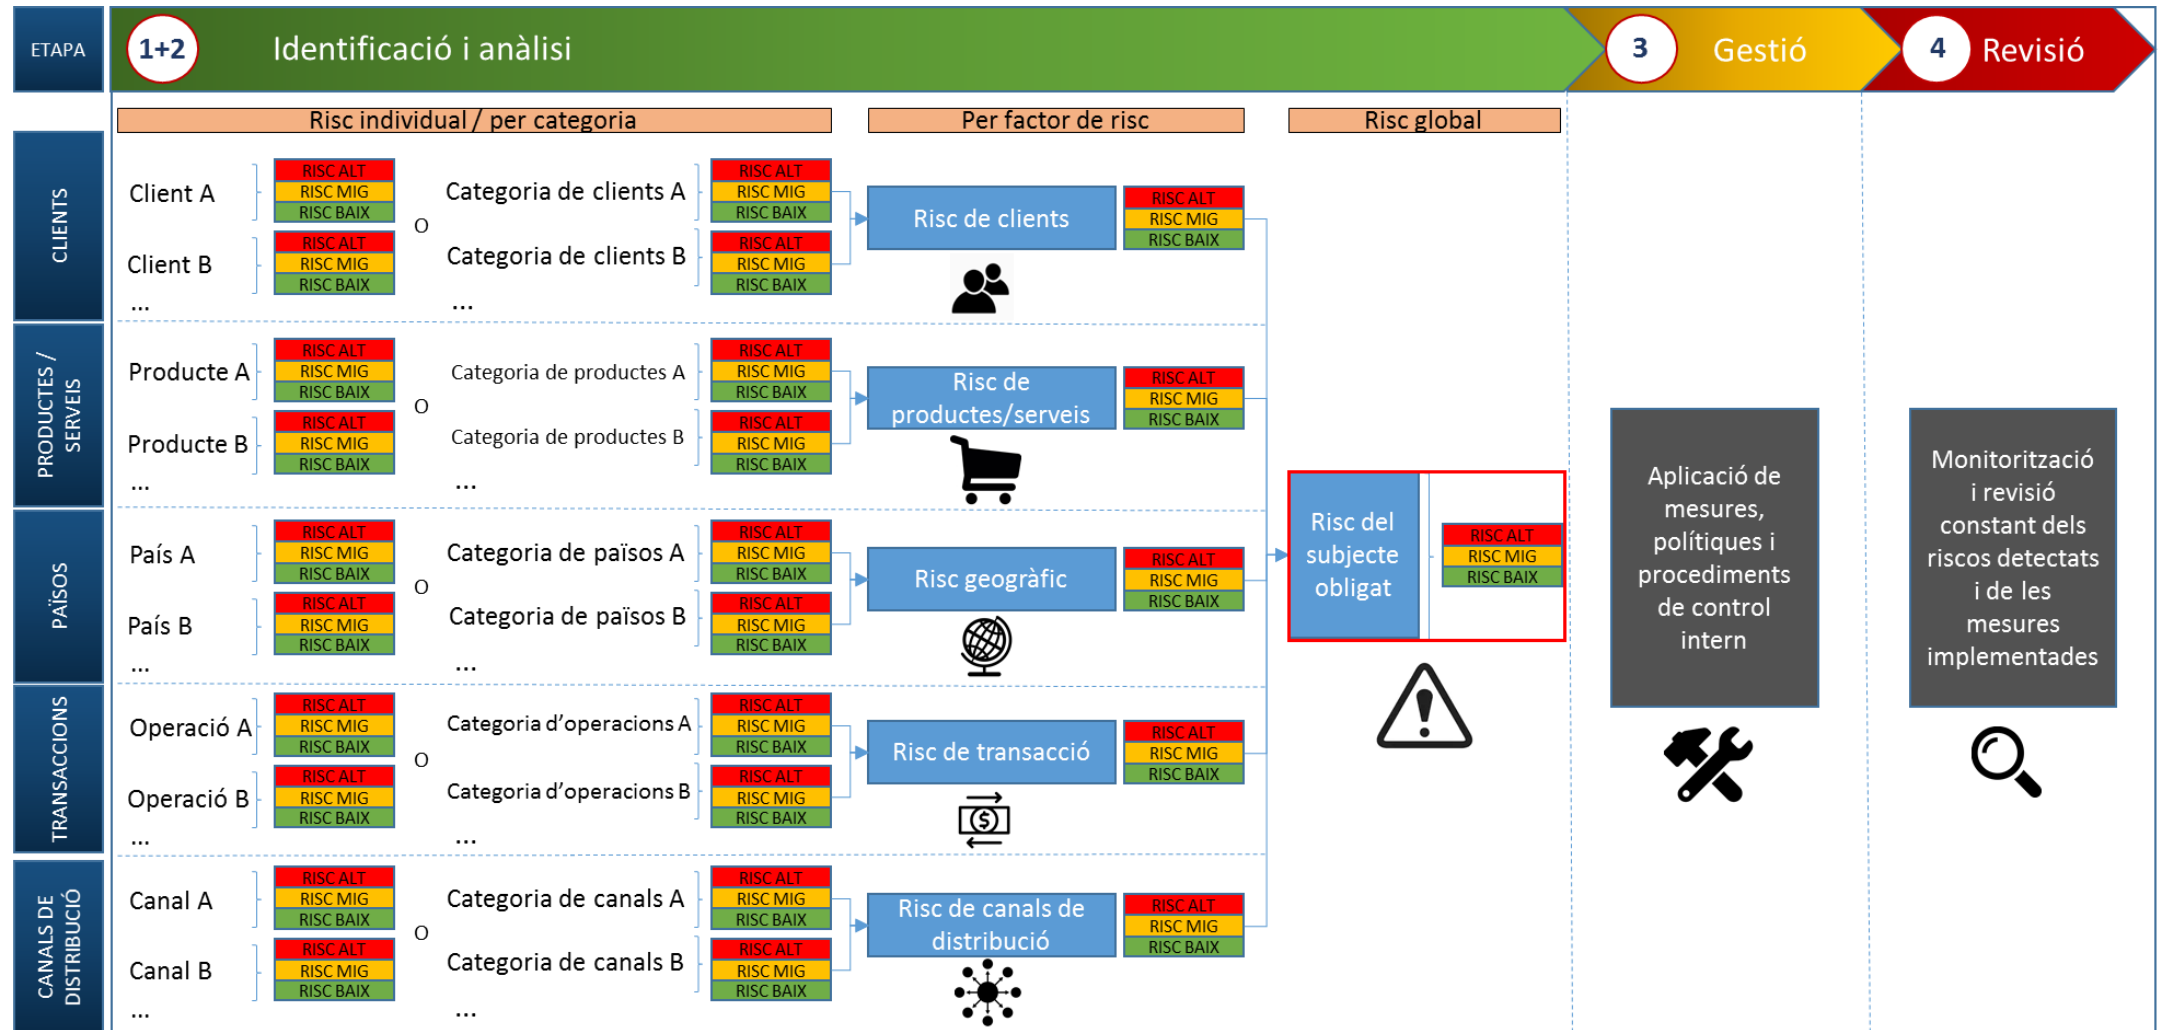 ETAPA
1+2
Identificació i anàlisi
3
Gestió
4
Revisió
Risc individual / per categoria
Per factor de risc
Risc global
CLIENTS
Client A
RISC ALT
RISC MIG
RISC BAIX
Client B
RISC ALT
RISC MIG
RISC BAIX
...
O
Categoria de clients A
RISC ALT
RISC MIG
RISC BAIX
Categoria de clients B
RISC ALT
RISC MIG
RISC BAIX
...
Risc de clients
RISC ALT
RISC MIG
RISC BAIX
PRODUCTES /
SERVEIS
Producte A
RISC ALT
RISC MIG
RISC BAIX
Producte B
RISC ALT
RISC MIG
RISC BAIX
...
O
Categoria de productes A
RISC ALT
RISC MIG
RISC BAIX
Categoria de productes B
RISC ALT
RISC MIG
RISC BAIX
...
Risc de
productes/serveis
RISC ALT
RISC MIG
RISC BAIX
PAÏSOS
País A
RISC ALT
RISC MIG
RISC BAIX
País B
RISC ALT
RISC MIG
RISC BAIX
...
O
Categoria de països A
RISC ALT
RISC MIG
RISC BAIX
Categoria de països B
RISC ALT
RISC MIG
RISC BAIX
...
Risc geogràfic
RISC ALT
RISC MIG
RISC BAIX
TRANSACCIONS
Operació A
RISC ALT
RISC MIG
RISC BAIX
Operació B
RISC ALT
RISC MIG
RISC BAIX
...
O
Categoria d'operacions A
RISC ALT
RISC MIG
RISC BAIX
Categoria d'operacions B
RISC ALT
RISC MIG
RISC BAIX
...
Risc de transacció
$
RISC ALT
RISC MIG
RISC BAIX
CANALS DE
DISTRIBUCIÓ
Canal A
RISC ALT
RISC MIG
RISC BAIX
Canal B
RISC ALT
RISC MIG
RISC BAIX
...
O
Categoria de canals A
RISC ALT
RISC MIG
RISC BAIX
Categoria de canals B
RISC ALT
RISC MIG
RISC BAIX
...
Risc de canals de
distribució
RISC ALT
RISC MIG
RISC BAIX
Risc del
subjecte
obligat
RISC ALT
RISC MIG
RISC BAIX
Aplicació de
mesures,
polítiques i
procediments
de control
intern
Monitorització
i revisió
constant dels
riscos detectats
i de les
mesures
implementades